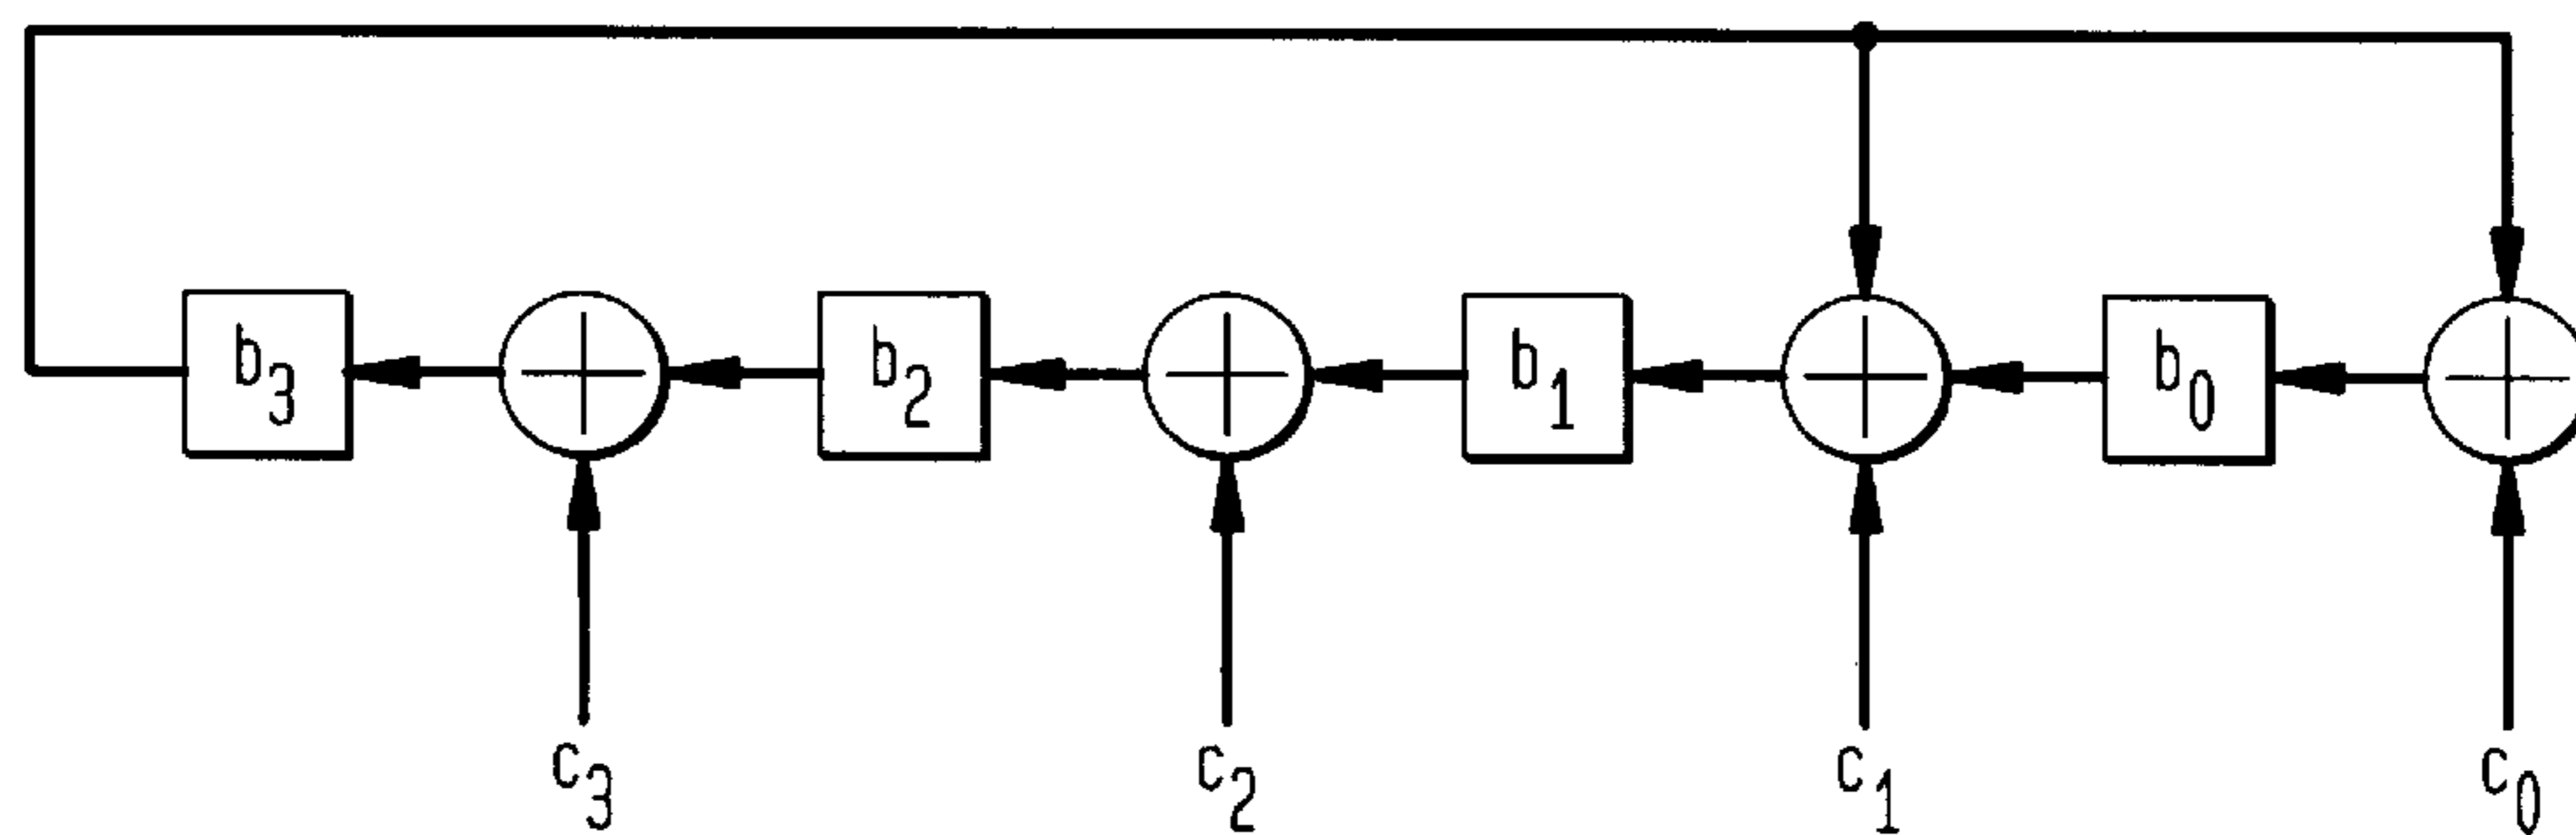 b₃ b₂ b₁ b₀
c₃ c₂ c₁ c₀